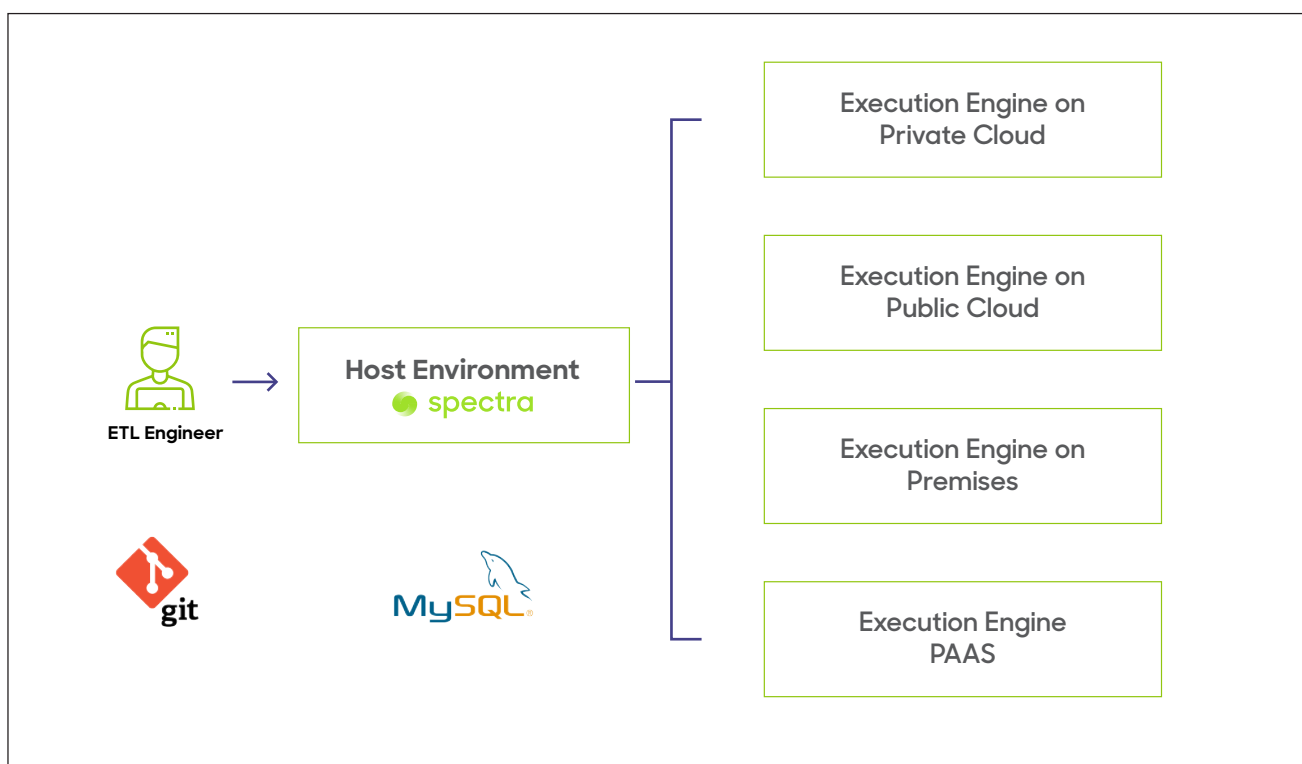 Execution Engine on
Private Cloud
Execution Engine on
Public Cloud
Host Environment
spectra
ETL Engineer
Execution Engine on
Premises
git
MySQL®
Execution Engine
PAAS